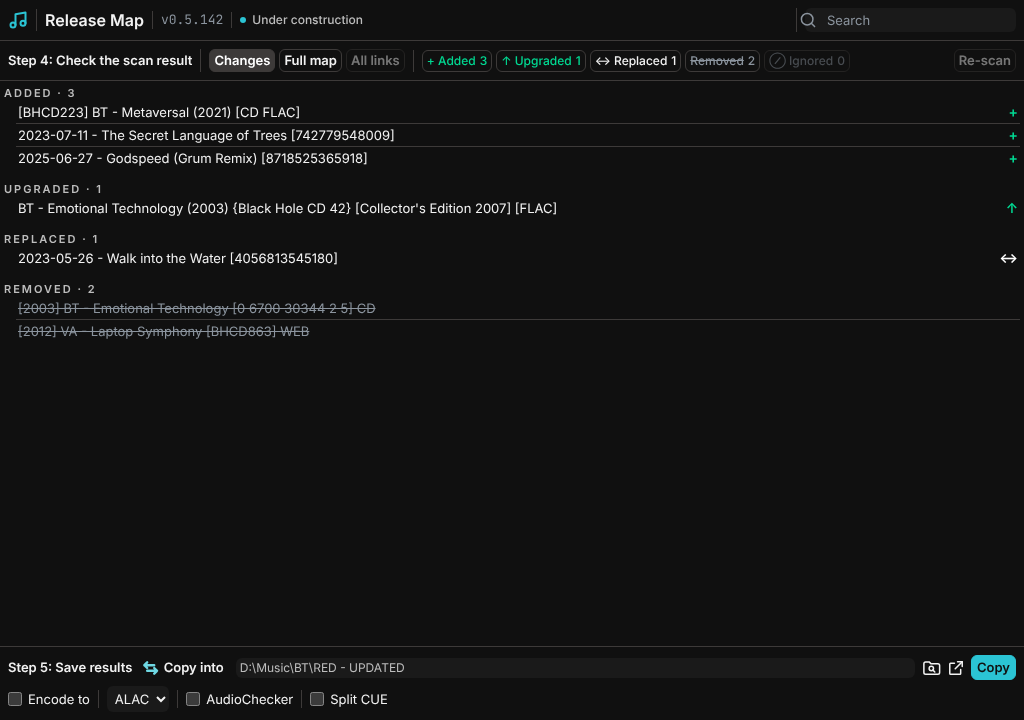 Release Map v0.5.142 Under construction Search
Step 4: Check the scan result Changes Full map All links + Added 3 ↑ Upgraded 1 ↔ Replaced 1 Removed 2 Ignored 0 Re-scan
ADDED · 3
[BHCD223] BT - Metaversal (2021) [CD FLAC] +
2023-07-11 - The Secret Language of Trees [742779548009] +
2025-06-27 - Godspeed (Grum Remix) [8718525365918] +
UPGRADED · 1
BT - Emotional Technology (2003) {Black Hole CD 42} [Collector's Edition 2007] [FLAC] ↑
REPLACED · 1
2023-05-26 - Walk into the Water [4056813545180] ↔
REMOVED · 2
[2003] BT - Emotional Technology [0 6700 30344 2 5] CD
[2012] VA - Laptop Symphony [BHCD863] WEB
Step 5: Save results Copy into D:\Music\BT\RED - UPDATED Copy
Encode to ALAC AudioChecker Split CUE